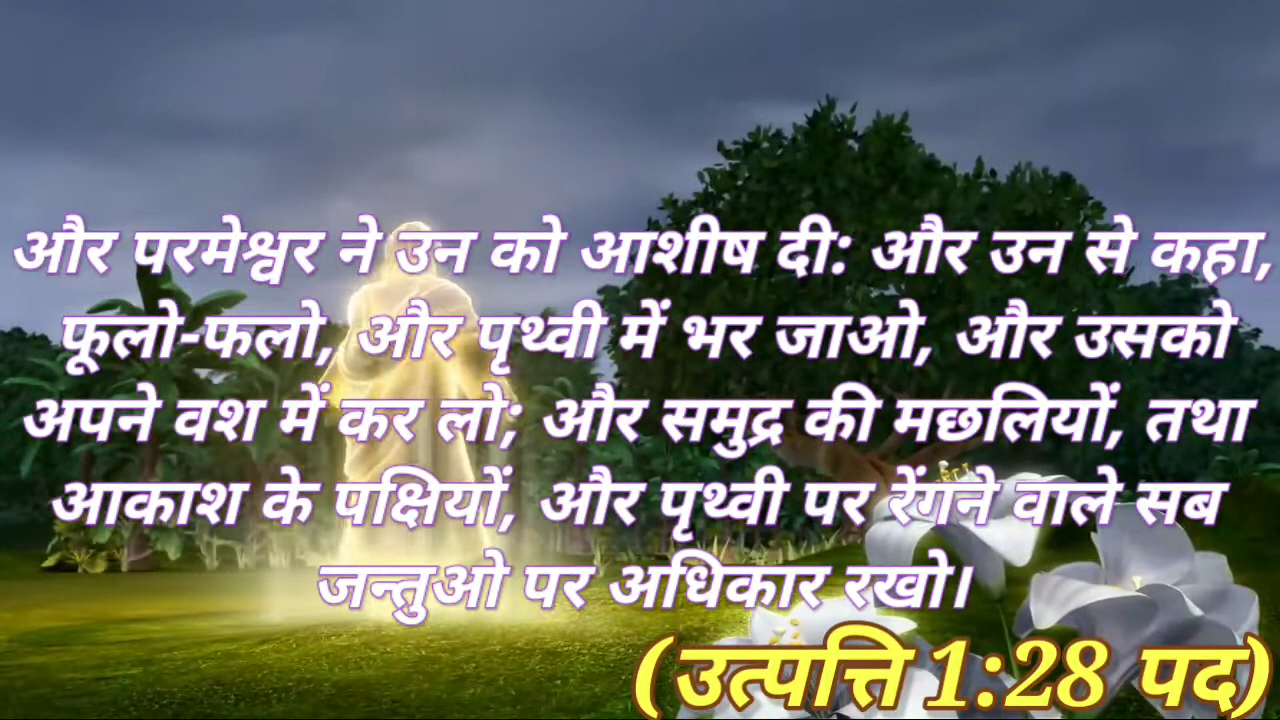 और परमेश्वर ने उन को आशीष दी: और उन से कहा,
फूलो-फलो, और पृथ्वी में भर जाओ, और उसको
अपने वश में कर लो; और समुद्र की मछलियों, तथा
आकाश के पक्षियों, और पृथ्वी पर रेंगने वाले सब
जन्तुओ पर अधिकार रखो।
(उत्पत्ति 1:28 पद)